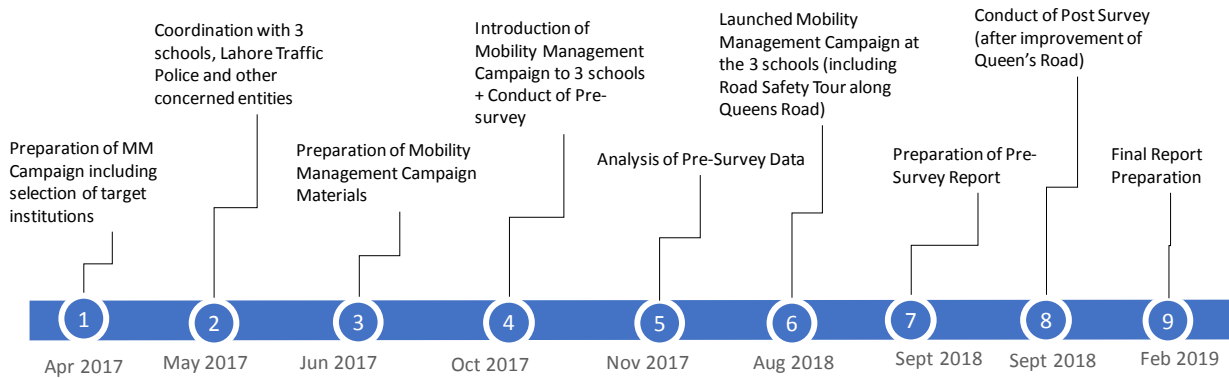 Preparation of MM
Campaign including
selection of target
institutions
Coordination with 3
schools, Lahore Traffic
Police and other
concerned entities
Preparation of Mobility
Management Campaign
Materials
Introduction of
Mobility Management
Campaign to 3 schools
+ Conduct of Pre-
survey
Analysis of Pre-Survey Data
Launched Mobility
Management Campaign at
the 3 schools (including
Road Safety Tour along
Queens Road)
Preparation of Pre-
Survey Report
Conduct of Post Survey
(after improvement of
Queen's Road)
Final Report
Preparation
1
2
3
4
5
6
7
8
9
Apr 2017
May 2017
Jun 2017
Oct 2017
Nov 2017
Aug 2018
Sept 2018
Sept 2018
Feb 2019